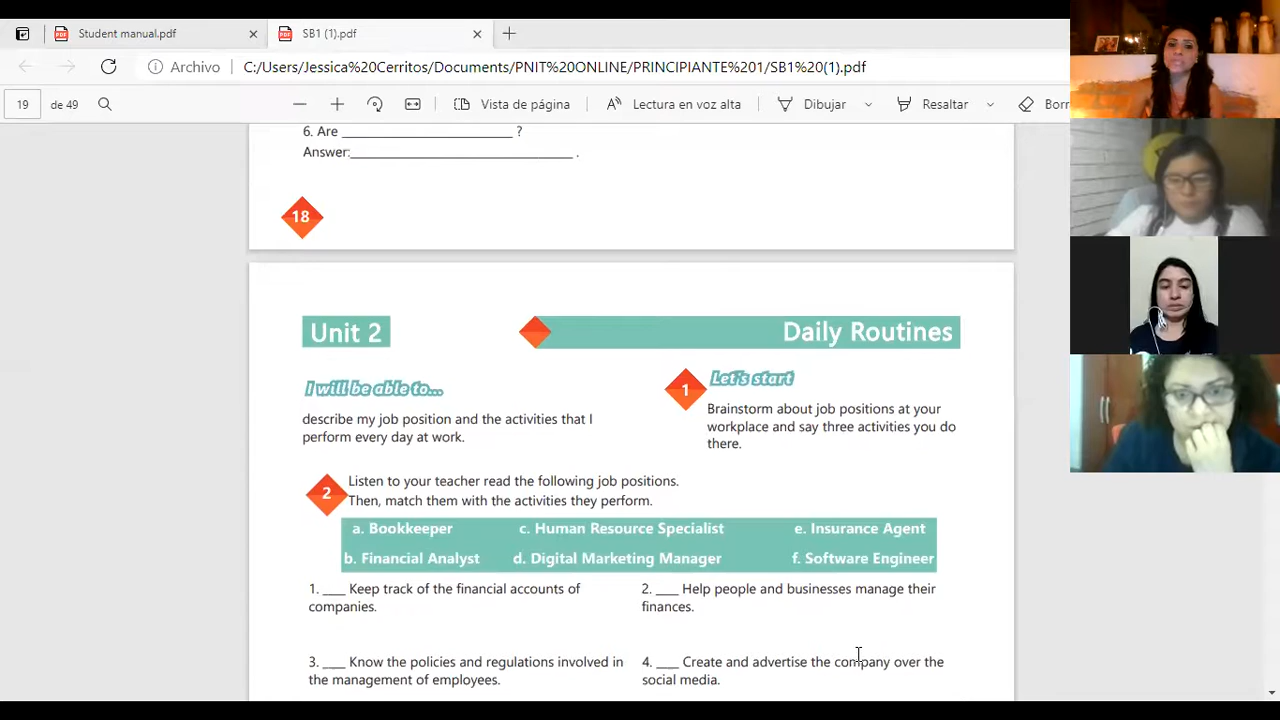 Student manual.pdf
SB1 (1).pdf
Archivo
C:/Users/Jessica%20Cerritos/Documents/PNIT%20ONLINE/PRINCIPIANTE%201/SB1%20(1).pdf
19
de 49
Vista de página
Lectura en voz alta
Dibujar
Resaltar
Borr
6. Are ______________________ ?
Answer:____________________________ .
18
Unit 2
Daily Routines
I will be able to...
describe my job position and the activities that I
perform every day at work.
1
Let's start
Brainstorm about job positions at your
workplace and say three activities you do
there.
2
Listen to your teacher read the following job positions.
Then, match them with the activities they perform.
a. Bookkeeper
c. Human Resource Specialist
e. Insurance Agent
b. Financial Analyst
d. Digital Marketing Manager
f. Software Engineer
1. ___ Keep track of the financial accounts of
companies.
2. ___ Help people and businesses manage their
finances.
3. ___ Know the policies and regulations involved in
the management of employees.
4. ___ Create and advertise the company over the
social media.